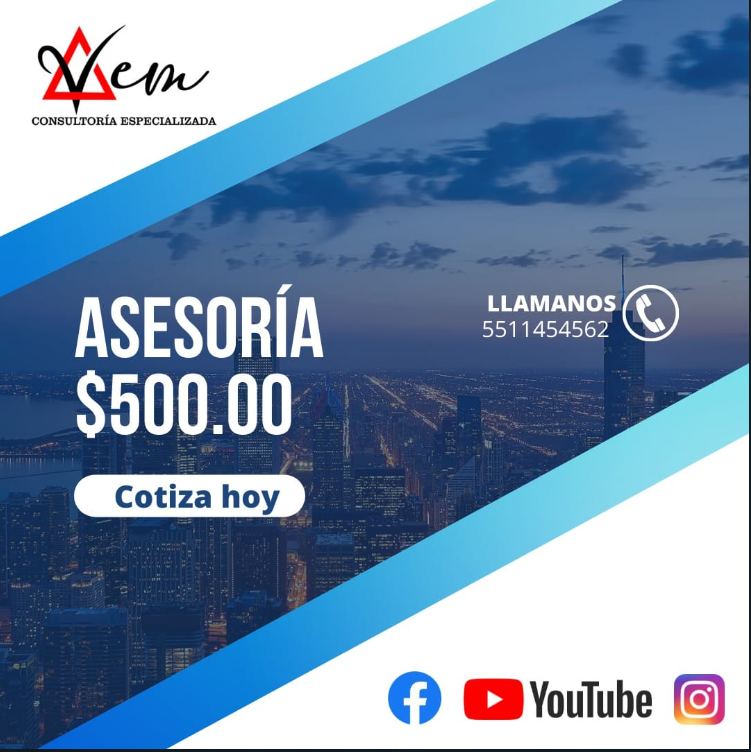 Vem
CONSULTORÍA ESPECIALIZADA
ASESORÍA
$500.00
LLAMANOS
5511454562
Cotiza hoy
YouTube